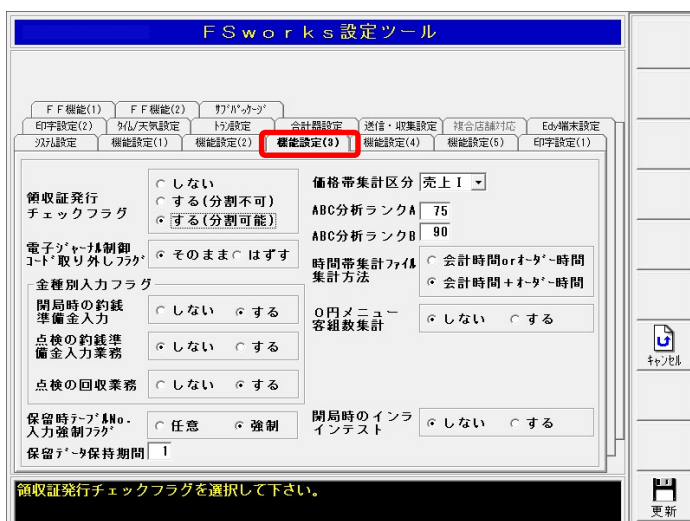 FSworks設定ツール
FF機能(1) FF機能(2) ｻﾌﾞﾊﾟｯｹｰｼﾞ
印字設定(2) ﾀｲﾑ/天気設定 ﾄﾗﾝ設定 合計器設定 送信・収集設定 複合店舗対応 Edy端末設定
ｼｽﾃﾑ設定 機能設定(1) 機能設定(2) 機能設定(3) 機能設定(4) 機能設定(5) 印字設定(1)
領収証発行
チェックフラグ
しない
する(分割不可)
する(分割可能)
電子ｼﾞｬｰﾅﾙ制御
ｺｰﾄﾞ取り外しﾌﾗｸﾞ
そのまま はずす
金種別入力フラグ
開局時の釣銭
準備金入力
しない する
点検の釣銭準
備金入力業務
しない する
点検の回収業務
しない する
保留時ﾃｰﾌﾞﾙNo.
入力強制ﾌﾗｸﾞ
任意 強制
保留ﾃﾞｰﾀ保持期間 1
価格帯集計区分 売上Ⅰ
ABC分析ランクA 75
ABC分析ランクB 90
時間帯集計ﾌｧｲﾙ
集計方法
会計時間orｵｰﾀﾞｰ時間
会計時間+ｵｰﾀﾞｰ時間
0円メニュー
客組数集計
しない する
開局時のインラ
インテスト
しない する
ｷｬﾝｾﾙ
領収証発行チェックフラグを選択して下さい。
更新